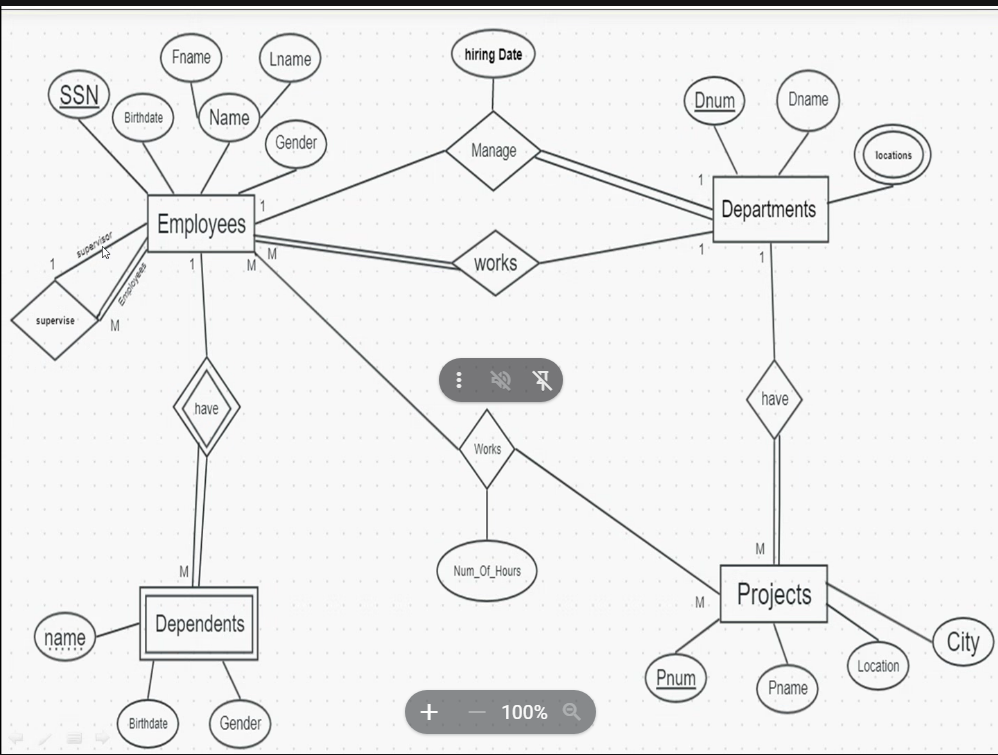 hiring Date
Fname
Lname
SSN
Birthdate
Name
Gender
Dnum
Dname
locations
Manage
Employees
1
1
Departments
works
1
M
M
1
1
supervisor
1
Employees
supervise
M
have
have
Works
Num_Of_Hours
M
M
M
Dependents
Projects
name
City
Location
Pnum
Pname
Birthdate
Gender
100%